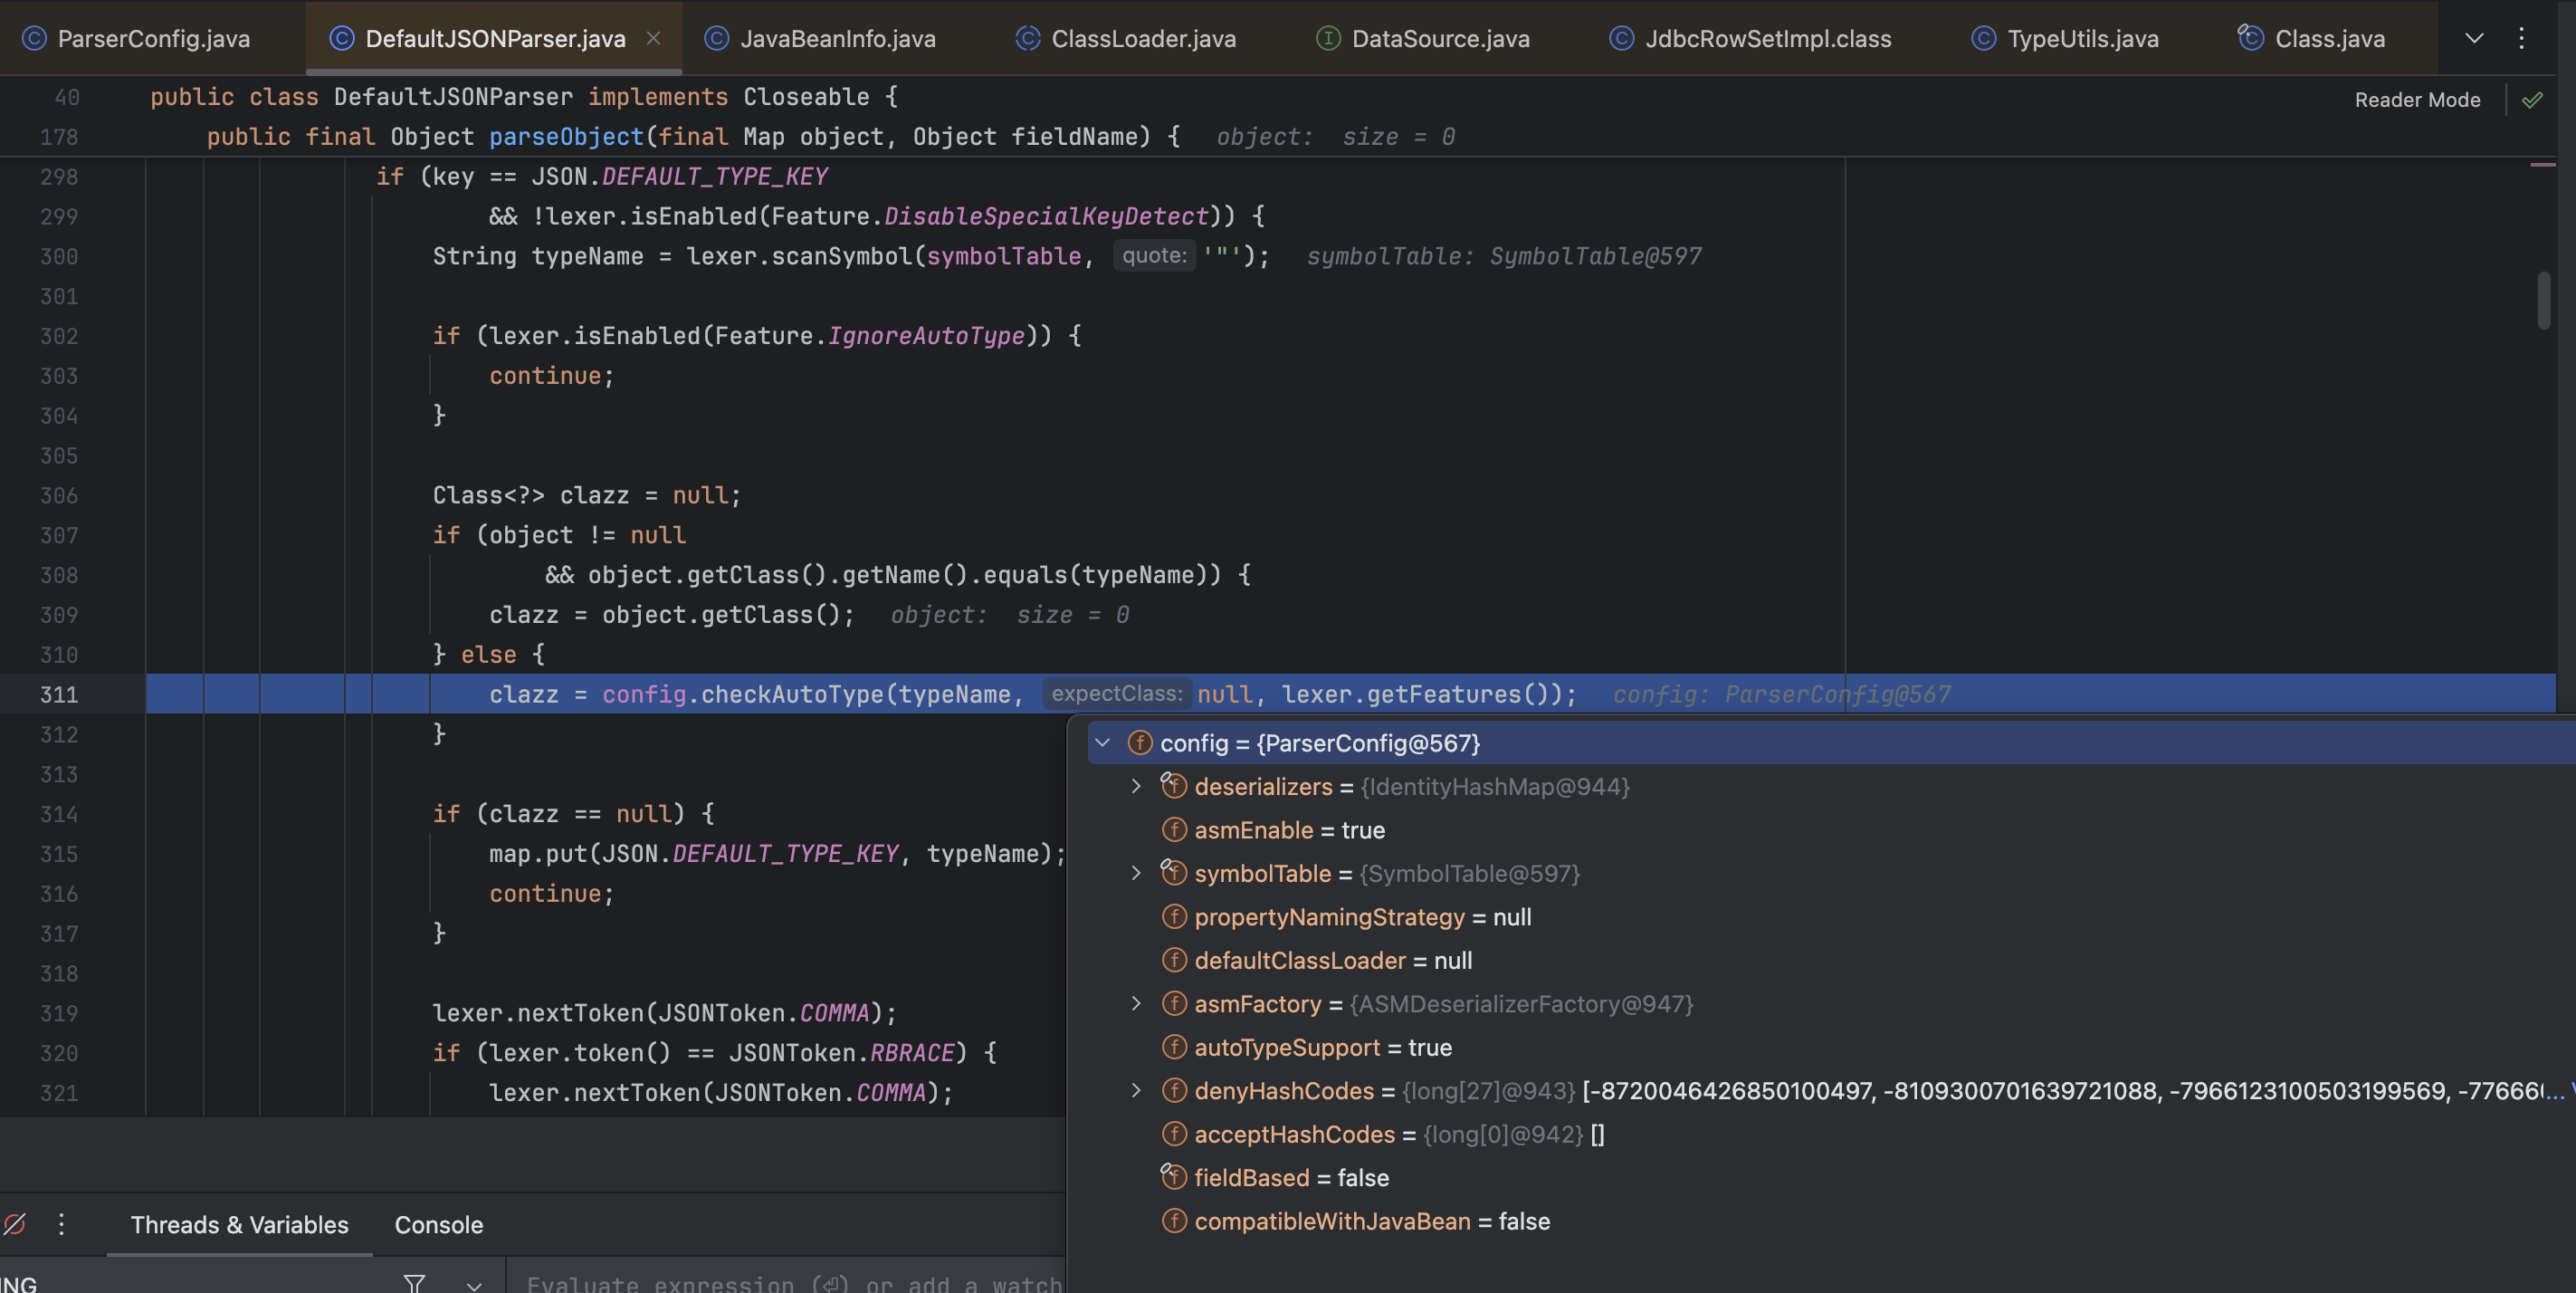 ParserConfig.java DefaultJSONParser.java JavaBeanInfo.java ClassLoader.java DataSource.java JdbcRowSetImpl.class TypeUtils.java Class.java
40 public class DefaultJSONParser implements Closeable {
Reader Mode
178 public final Object parseObject(final Map object, Object fieldName) { object: size = 0
298 if (key == JSON.DEFAULT_TYPE_KEY
299 && !lexer.isEnabled(Feature.DisableSpecialKeyDetect)) {
300 String typeName = lexer.scanSymbol(symbolTable, quote: '"'); symbolTable: SymbolTable@597
301
302 if (lexer.isEnabled(Feature.IgnoreAutoType)) {
303 continue;
304 }
305
306 Class<?> clazz = null;
307 if (object != null
308 && object.getClass().getName().equals(typeName)) {
309 clazz = object.getClass(); object: size = 0
310 } else {
311 clazz = config.checkAutoType(typeName, expectClass: null, lexer.getFeatures()); config: ParserConfig@567
312 }
313
314 if (clazz == null) {
315 map.put(JSON.DEFAULT_TYPE_KEY, typeName);
316 continue;
317 }
318
319 lexer.nextToken(JSONToken.COMMA);
320 if (lexer.token() == JSONToken.RBRACE) {
321 lexer.nextToken(JSONToken.COMMA);
config = {ParserConfig@567}
deserializers = {IdentityHashMap@944}
asmEnable = true
symbolTable = {SymbolTable@597}
propertyNamingStrategy = null
defaultClassLoader = null
asmFactory = {ASMDeserializerFactory@947}
autoTypeSupport = true
denyHashCodes = {long[27]@943} [-8720046426850100497, -8109300701639721088, -7966123100503199569, -77666...
acceptHashCodes = {long[0]@942} []
fieldBased = false
compatibleWithJavaBean = false
Threads & Variables Console
ING
Evaluate expression (⏎) or add a watch